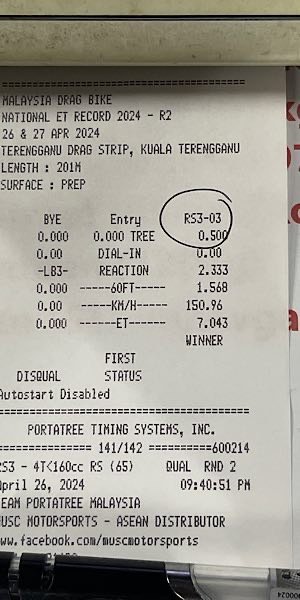 ================================
MALAYSIA DRAG BIKE
NATIONAL ET RECORD 2024 - R2
26 & 27 APR 2024
TERENGGANU DRAG STRIP, KUALA TERENGGANU
LENGTH : 201M
SURFACE : PREP
BYE Entry RS3-03
0.000 0.000 TREE 0.500
0.00 DIAL-IN 0.00
-LB3- REACTION 2.333
0.000 ------60FT------ 1.568
0.00 ------KM/H------ 150.96
0.000 -------ET------- 7.043
WINNER
FIRST
DISQUAL STATUS
Autostart Disabled
================================
PORTATREE TIMING SYSTEMS, INC.
============= 141/142 ==========600214
RS3 - 4T<160cc RS (65) QUAL RND 2
April 26, 2024 09:40:51 PM
TEAM PORTATREE MALAYSIA
MUSC MOTORSPORTS - ASEAN DISTRIBUTOR
www.facebook.com/muscmotorsports